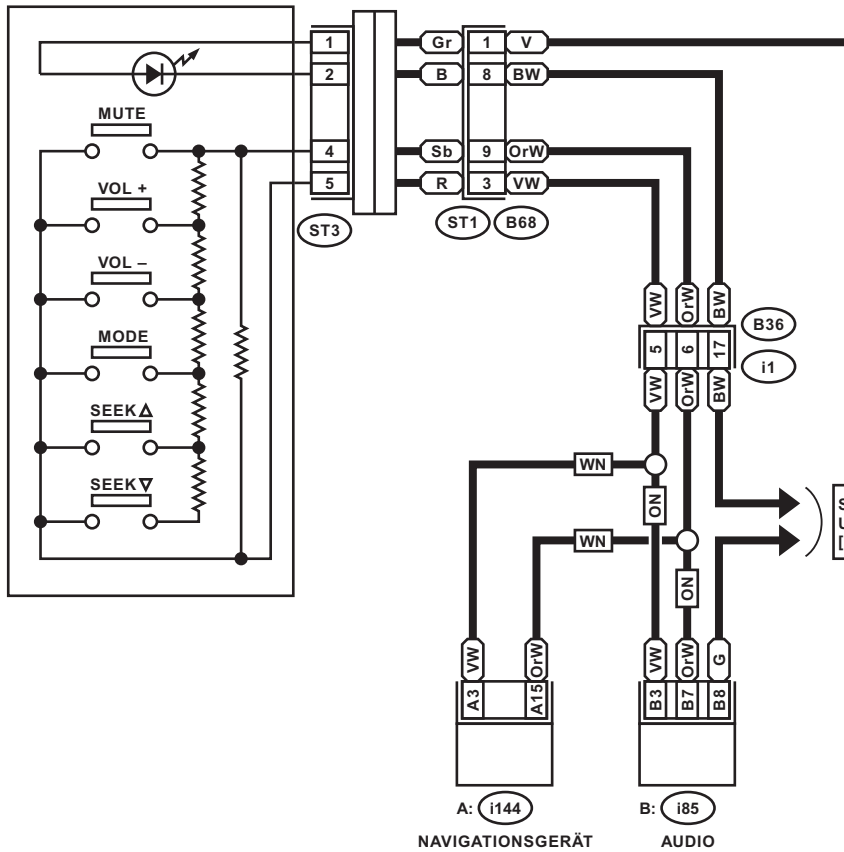 1 Gr 1 V
2 B 8 BW
MUTE
4 Sb 9 OrW
5 R 3 VW
VOL +
ST3 ST1 B68
VOL –
VW OrW BW
B36
MODE
5 6 17
i1
VW OrW BW
SEEK △
WN
SEEK ▽
ON
S
U
[
WN
ON
VW OrW VW OrW G
A3 A15 B3 B7 B8
A: i144 B: i85
NAVIGATIONSGERÄT AUDIO